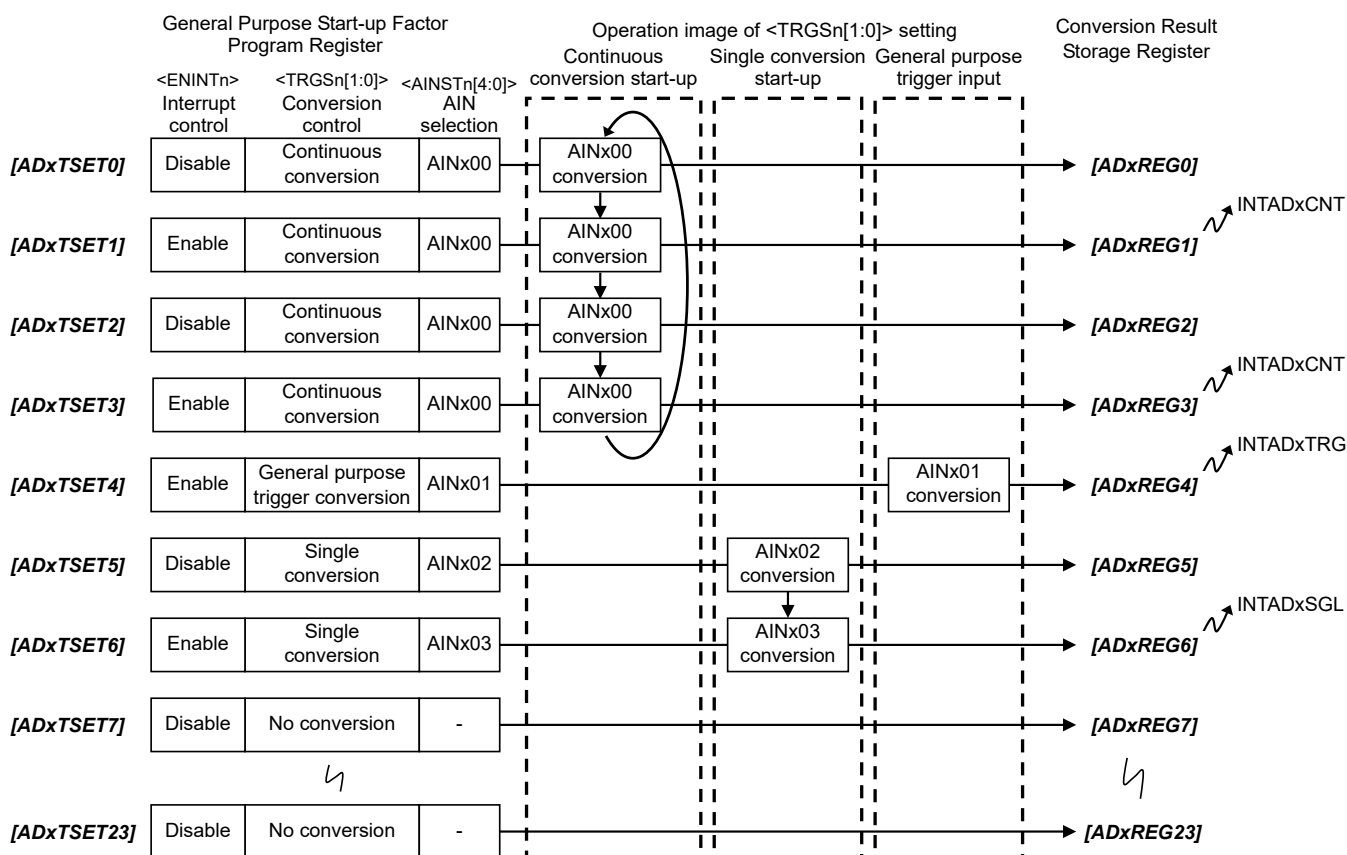 General Purpose Start-up Factor
Program Register
Operation image of <TRGSn[1:0]> setting
Conversion Result
Storage Register
Continuous
conversion start-up
Single conversion
start-up
General purpose
trigger input
<ENINTn>
Interrupt
control
<TRGSn[1:0]>
Conversion
control
<AINSTn[4:0]>
AIN
selection
[ADxTSET0]
Disable
Continuous
conversion
AINx00
AINx00
conversion
[ADxREG0]
INTADxCNT
[ADxTSET1]
Enable
Continuous
conversion
AINx00
AINx00
conversion
[ADxREG1]
[ADxTSET2]
Disable
Continuous
conversion
AINx00
AINx00
conversion
[ADxREG2]
INTADxCNT
[ADxTSET3]
Enable
Continuous
conversion
AINx00
AINx00
conversion
[ADxREG3]
INTADxTRG
[ADxTSET4]
Enable
General purpose
trigger conversion
AINx01
AINx01
conversion
[ADxREG4]
[ADxTSET5]
Disable
Single
conversion
AINx02
AINx02
conversion
[ADxREG5]
INTADxSGL
[ADxTSET6]
Enable
Single
conversion
AINx03
AINx03
conversion
[ADxREG6]
[ADxTSET7]
Disable
No conversion
-
[ADxREG7]
[ADxTSET23]
Disable
No conversion
-
[ADxREG23]